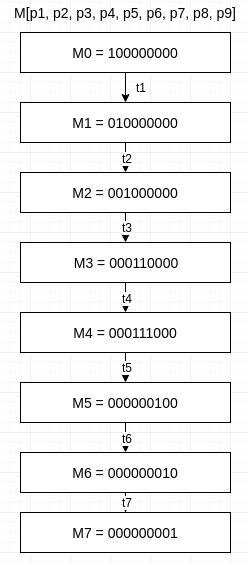 M[p1, p2, p3, p4, p5, p6, p7, p8, p9]
M0 = 100000000
t1
M1 = 010000000
t2
M2 = 001000000
t3
M3 = 000110000
t4
M4 = 000111000
t5
M5 = 000000100
t6
M6 = 000000010
t7
M7 = 000000001